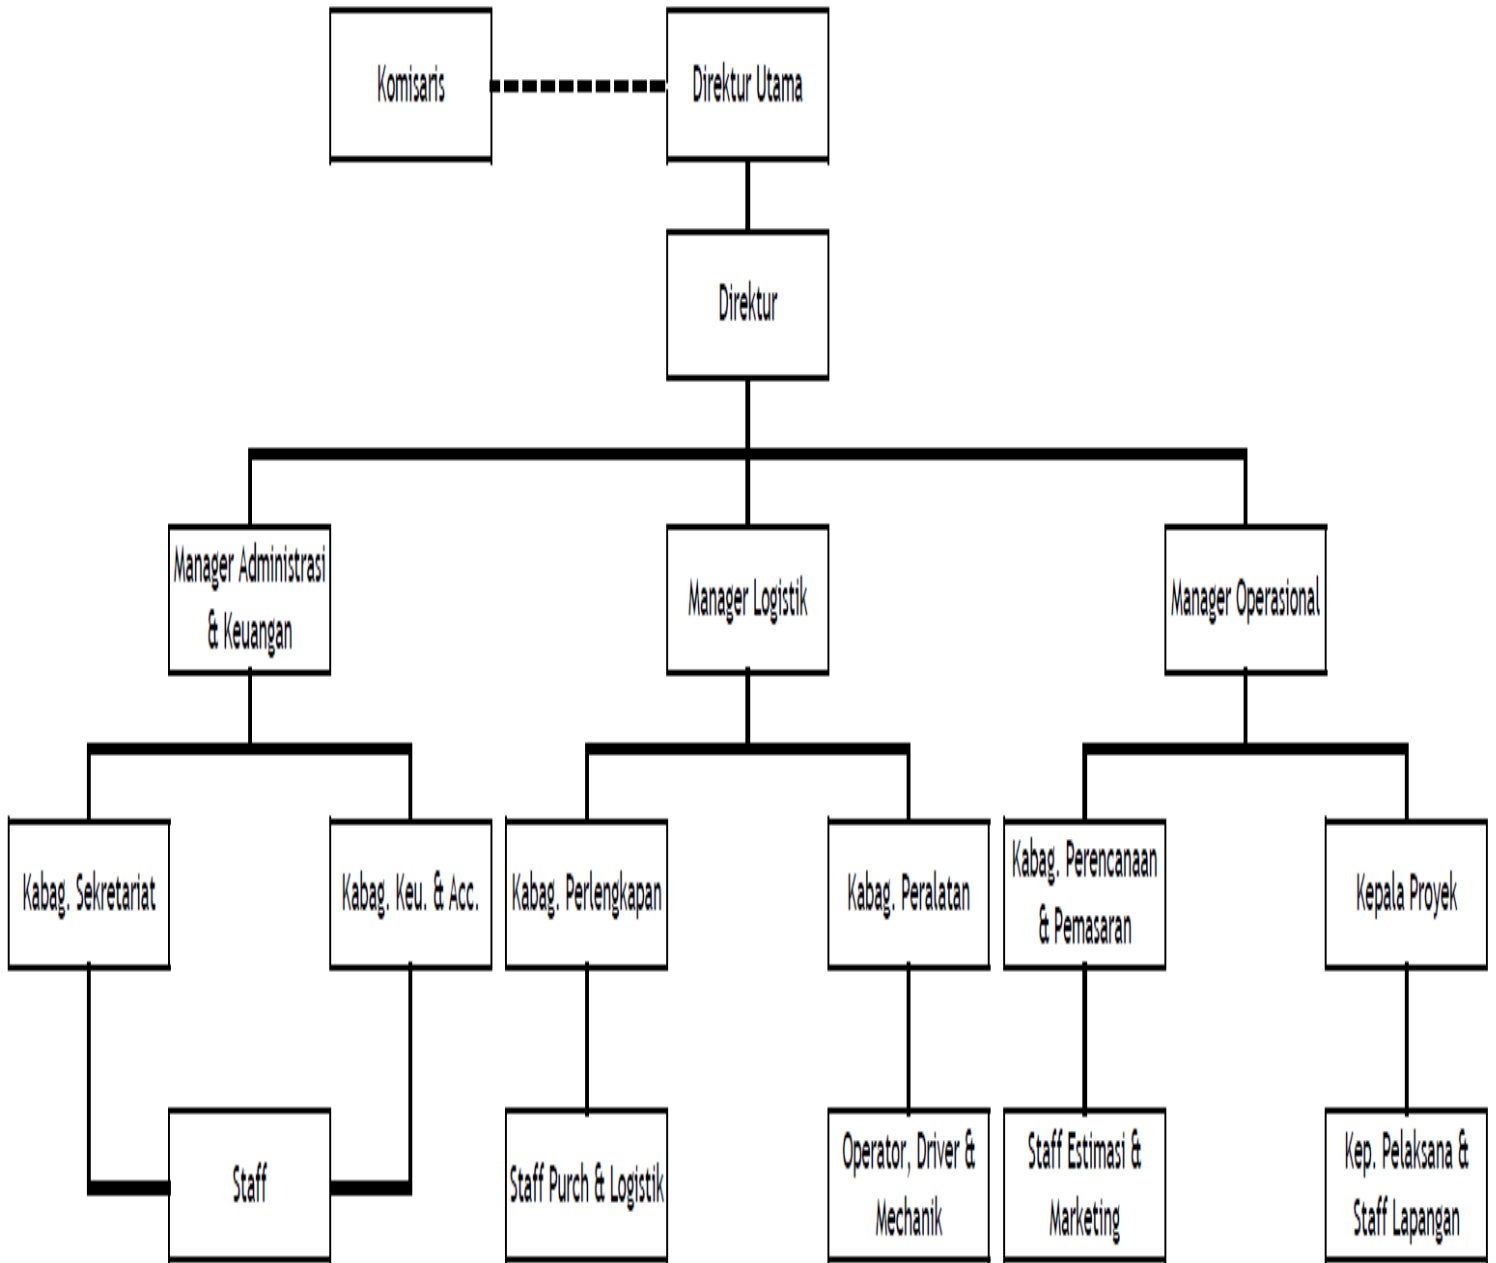 Komisaris
Direktur Utama
Direktur
Manager Administrasi
& Keuangan
Manager Logistik
Manager Operasional
Kabag. Sekretariat
Kabag. Keu. & Acc.
Kabag. Perlengkapan
Kabag. Peralatan
Kabag. Perencanaan
& Pemasaran
Kepala Proyek
Staff
Staff Purch & Logistik
Operator, Driver &
Mechanik
Staff Estimasi &
Marketing
Kep. Pelaksana &
Staff Lapangan